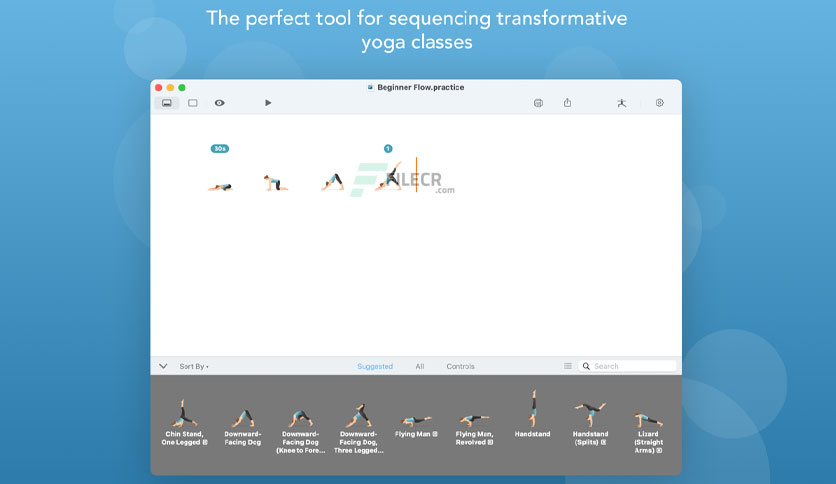 The perfect tool for sequencing transformative
yoga classes
Beginner Flow.practice
30s
1
FILECR
.com
Sort By
Suggested
All
Controls
Search
Chin Stand,
One Legged
Downward-
Facing Dog
Downward-
Facing Dog
(Knee to Fore...
Downward-
Facing Dog,
Three Legged...
Flying Man
Flying Man,
Revolved
Handstand
Handstand
(Splits)
Lizard
(Straight
Arms)